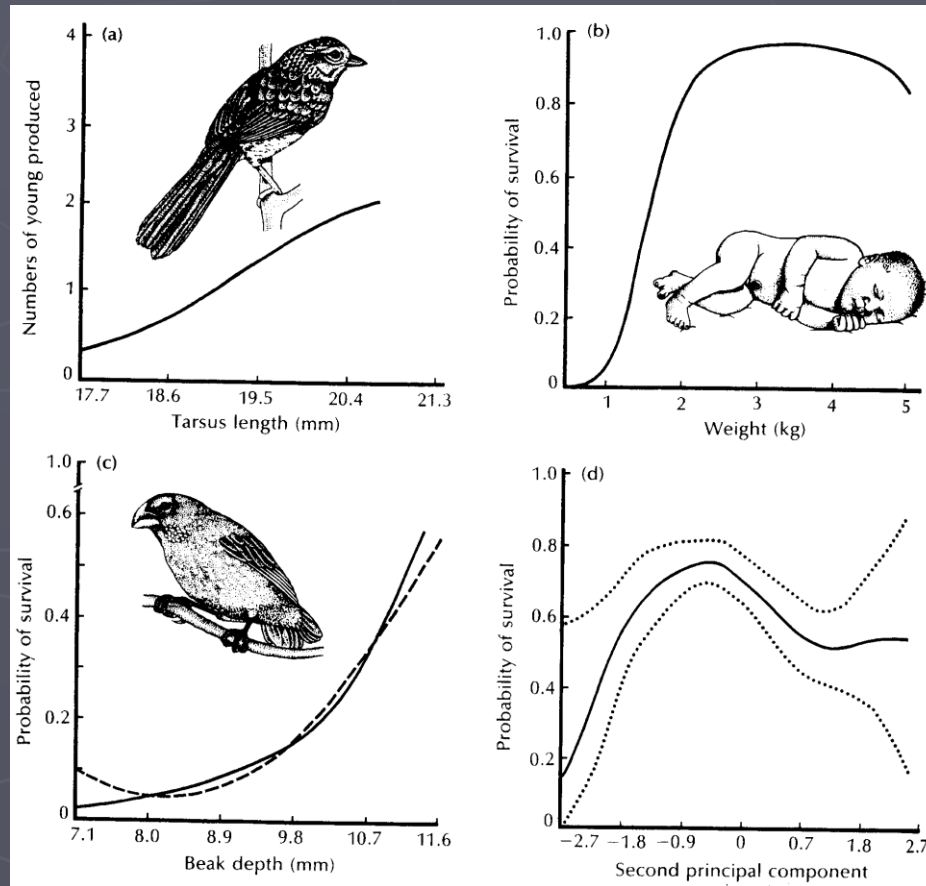 (a)
4
3
2
1
0
Numbers of young produced
17.7 18.6 19.5 20.4 21.3
Tarsus length (mm)
(b)
1.0
0.8
0.6
0.4
0.2
0
Probability of survival
1 2 3 4 5
Weight (kg)
(c)
1.0
0.6
0.4
0.2
0
Probability of survival
7.1 8.0 8.9 9.8 10.7 11.6
Beak depth (mm)
(d)
1.0
0.8
0.6
0.4
0.2
0
Probability of survival
−2.7 −1.8 −0.9 0 0.7 1.8 2.7
Second principal component